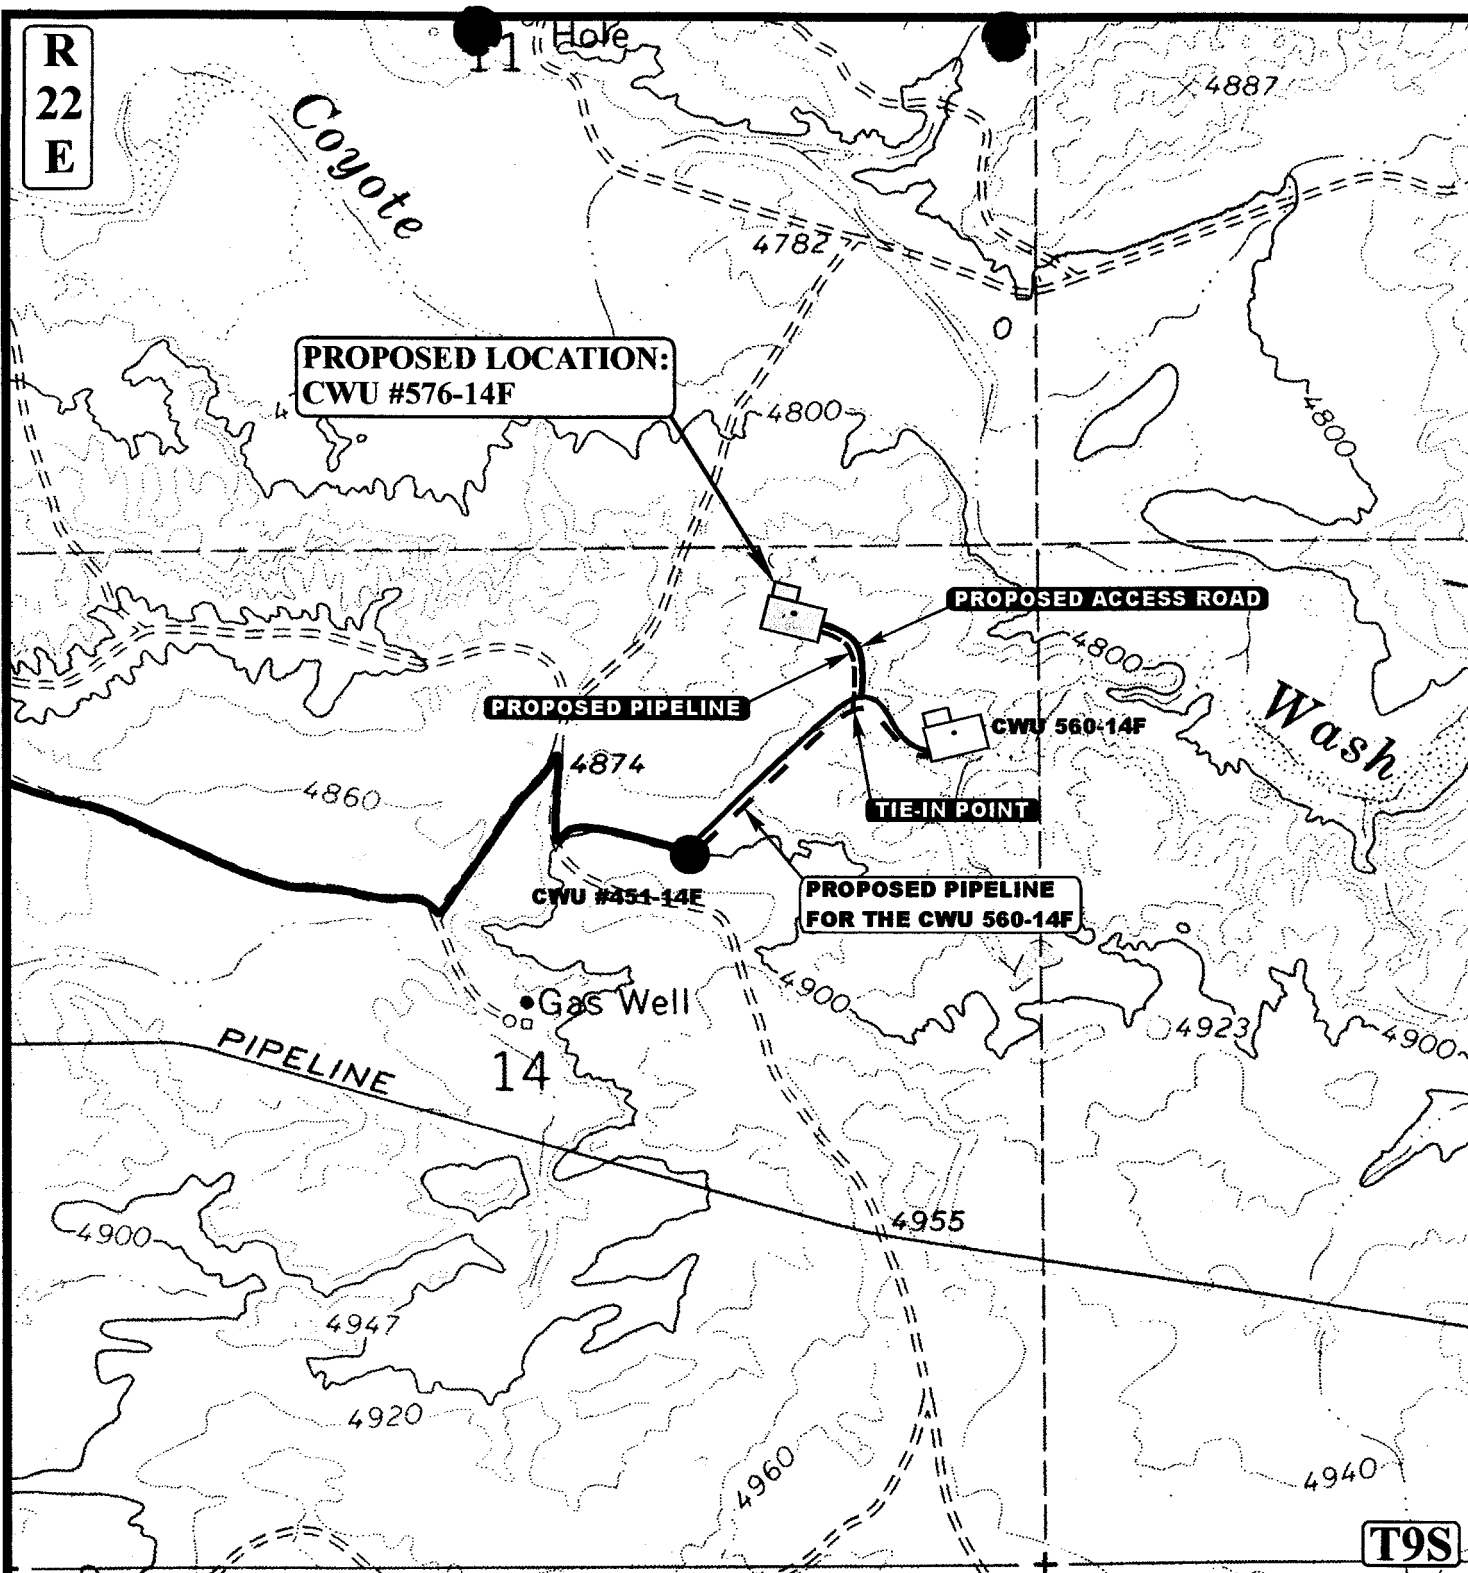 R
22
E
11
Hole
4887
Coyote
4782
PROPOSED LOCATION:
CWU #576-14F
4800
4800
PROPOSED ACCESS ROAD
4800
PROPOSED PIPELINE
Wash
CWU 560-14F
4874
4860
TIE-IN POINT
CWU #451-14F
PROPOSED PIPELINE
FOR THE CWU 560-14F
4900
Gas Well
4923
4900
PIPELINE
14
4955
4900
4947
4920
4960
4940
T9S